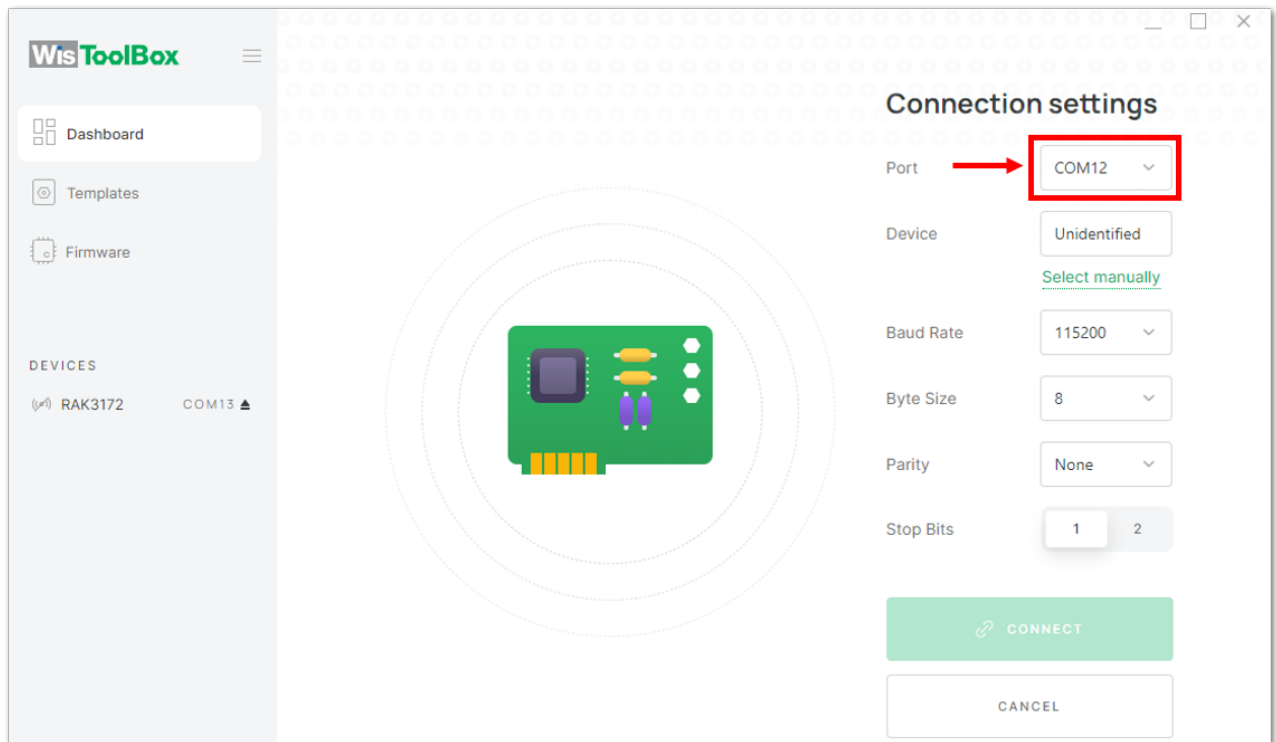 WisToolBox
Dashboard
Templates
Firmware
DEVICES
RAK3172 COM13
Connection settings
Port COM12
Device Unidentified
Select manually
Baud Rate 115200
Byte Size 8
Parity None
Stop Bits 1 2
CONNECT
CANCEL